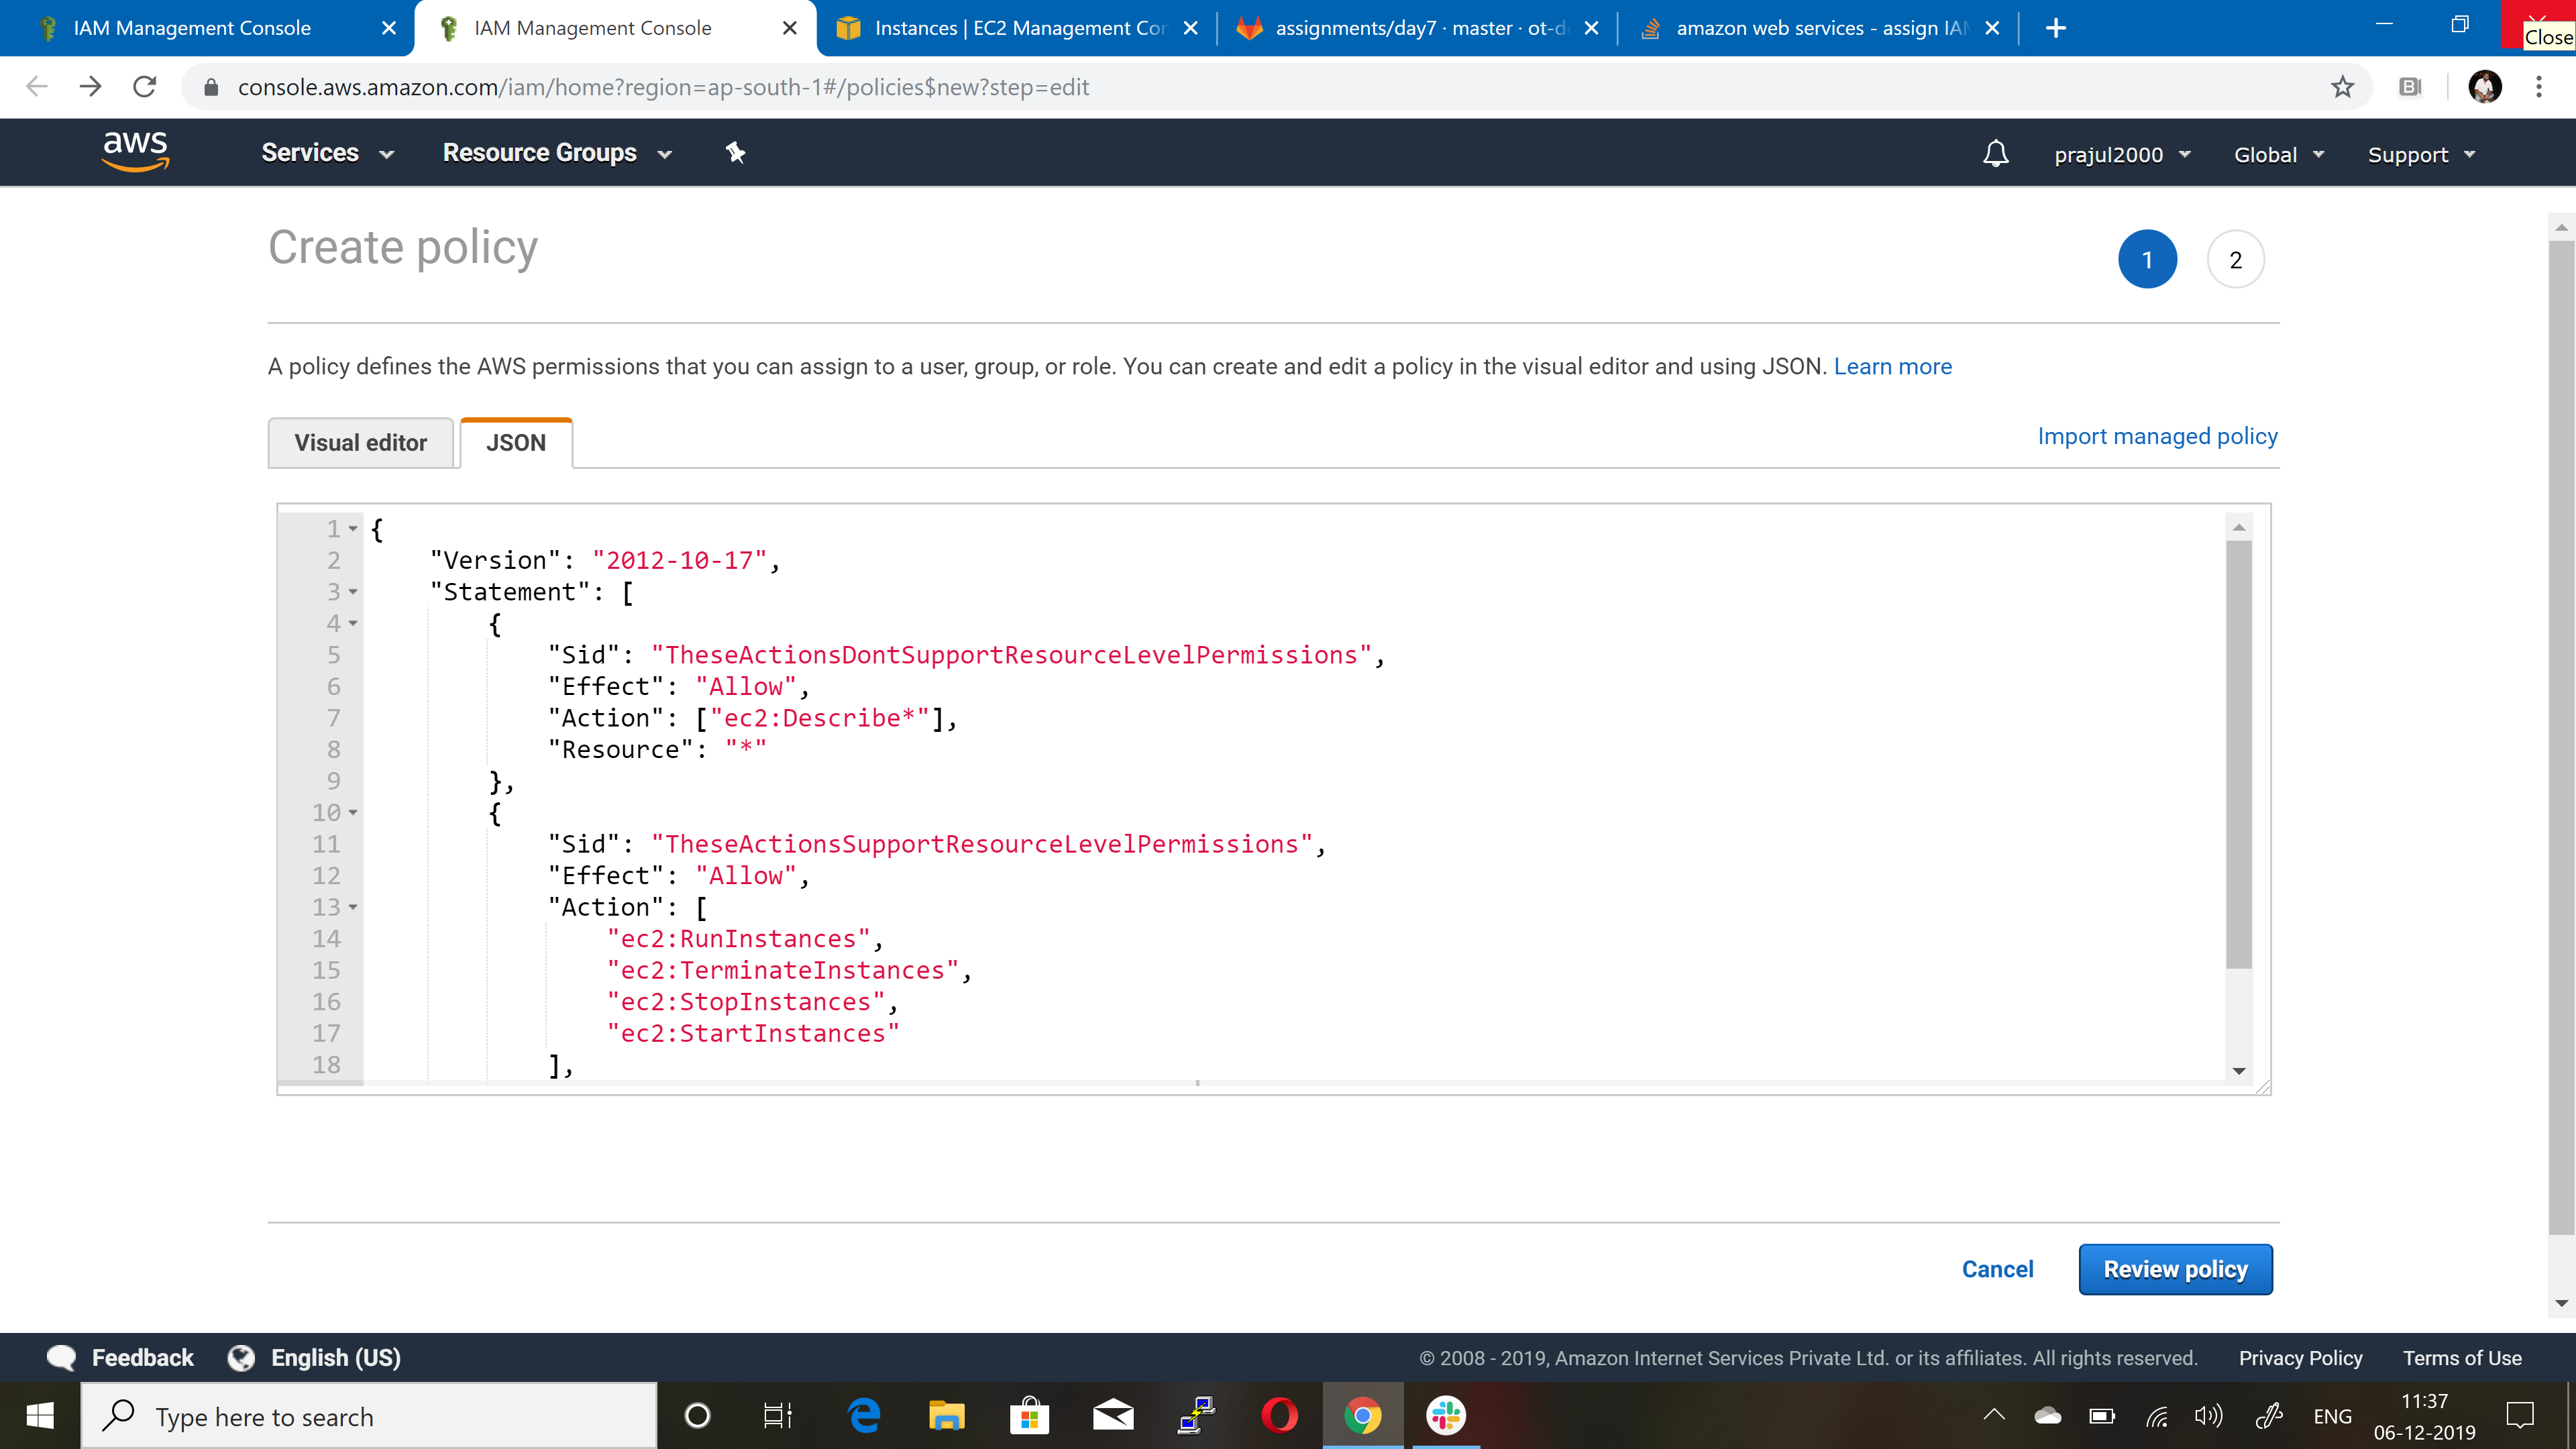 IAM Management Console
IAM Management Console
Instances | EC2 Management Con
assignments/day7 · master · ot-d
amazon web services - assign IAM
Close
console.aws.amazon.com/iam/home?region=ap-south-1#/policies$new?step=edit
aws
Services
Resource Groups
prajul2000
Global
Support
Create policy
1
2
A policy defines the AWS permissions that you can assign to a user, group, or role. You can create and edit a policy in the visual editor and using JSON. Learn more
Visual editor
JSON
Import managed policy
1 {
2 "Version": "2012-10-17",
3 "Statement": [
4 {
5 "Sid": "TheseActionsDontSupportResourceLevelPermissions",
6 "Effect": "Allow",
7 "Action": ["ec2:Describe*"],
8 "Resource": "*"
9 },
10 {
11 "Sid": "TheseActionsSupportResourceLevelPermissions",
12 "Effect": "Allow",
13 "Action": [
14 "ec2:RunInstances",
15 "ec2:TerminateInstances",
16 "ec2:StopInstances",
17 "ec2:StartInstances"
18 ],
Cancel
Review policy
Feedback
English (US)
© 2008 - 2019, Amazon Internet Services Private Ltd. or its affiliates. All rights reserved.
Privacy Policy
Terms of Use
Type here to search
ENG
11:37
06-12-2019